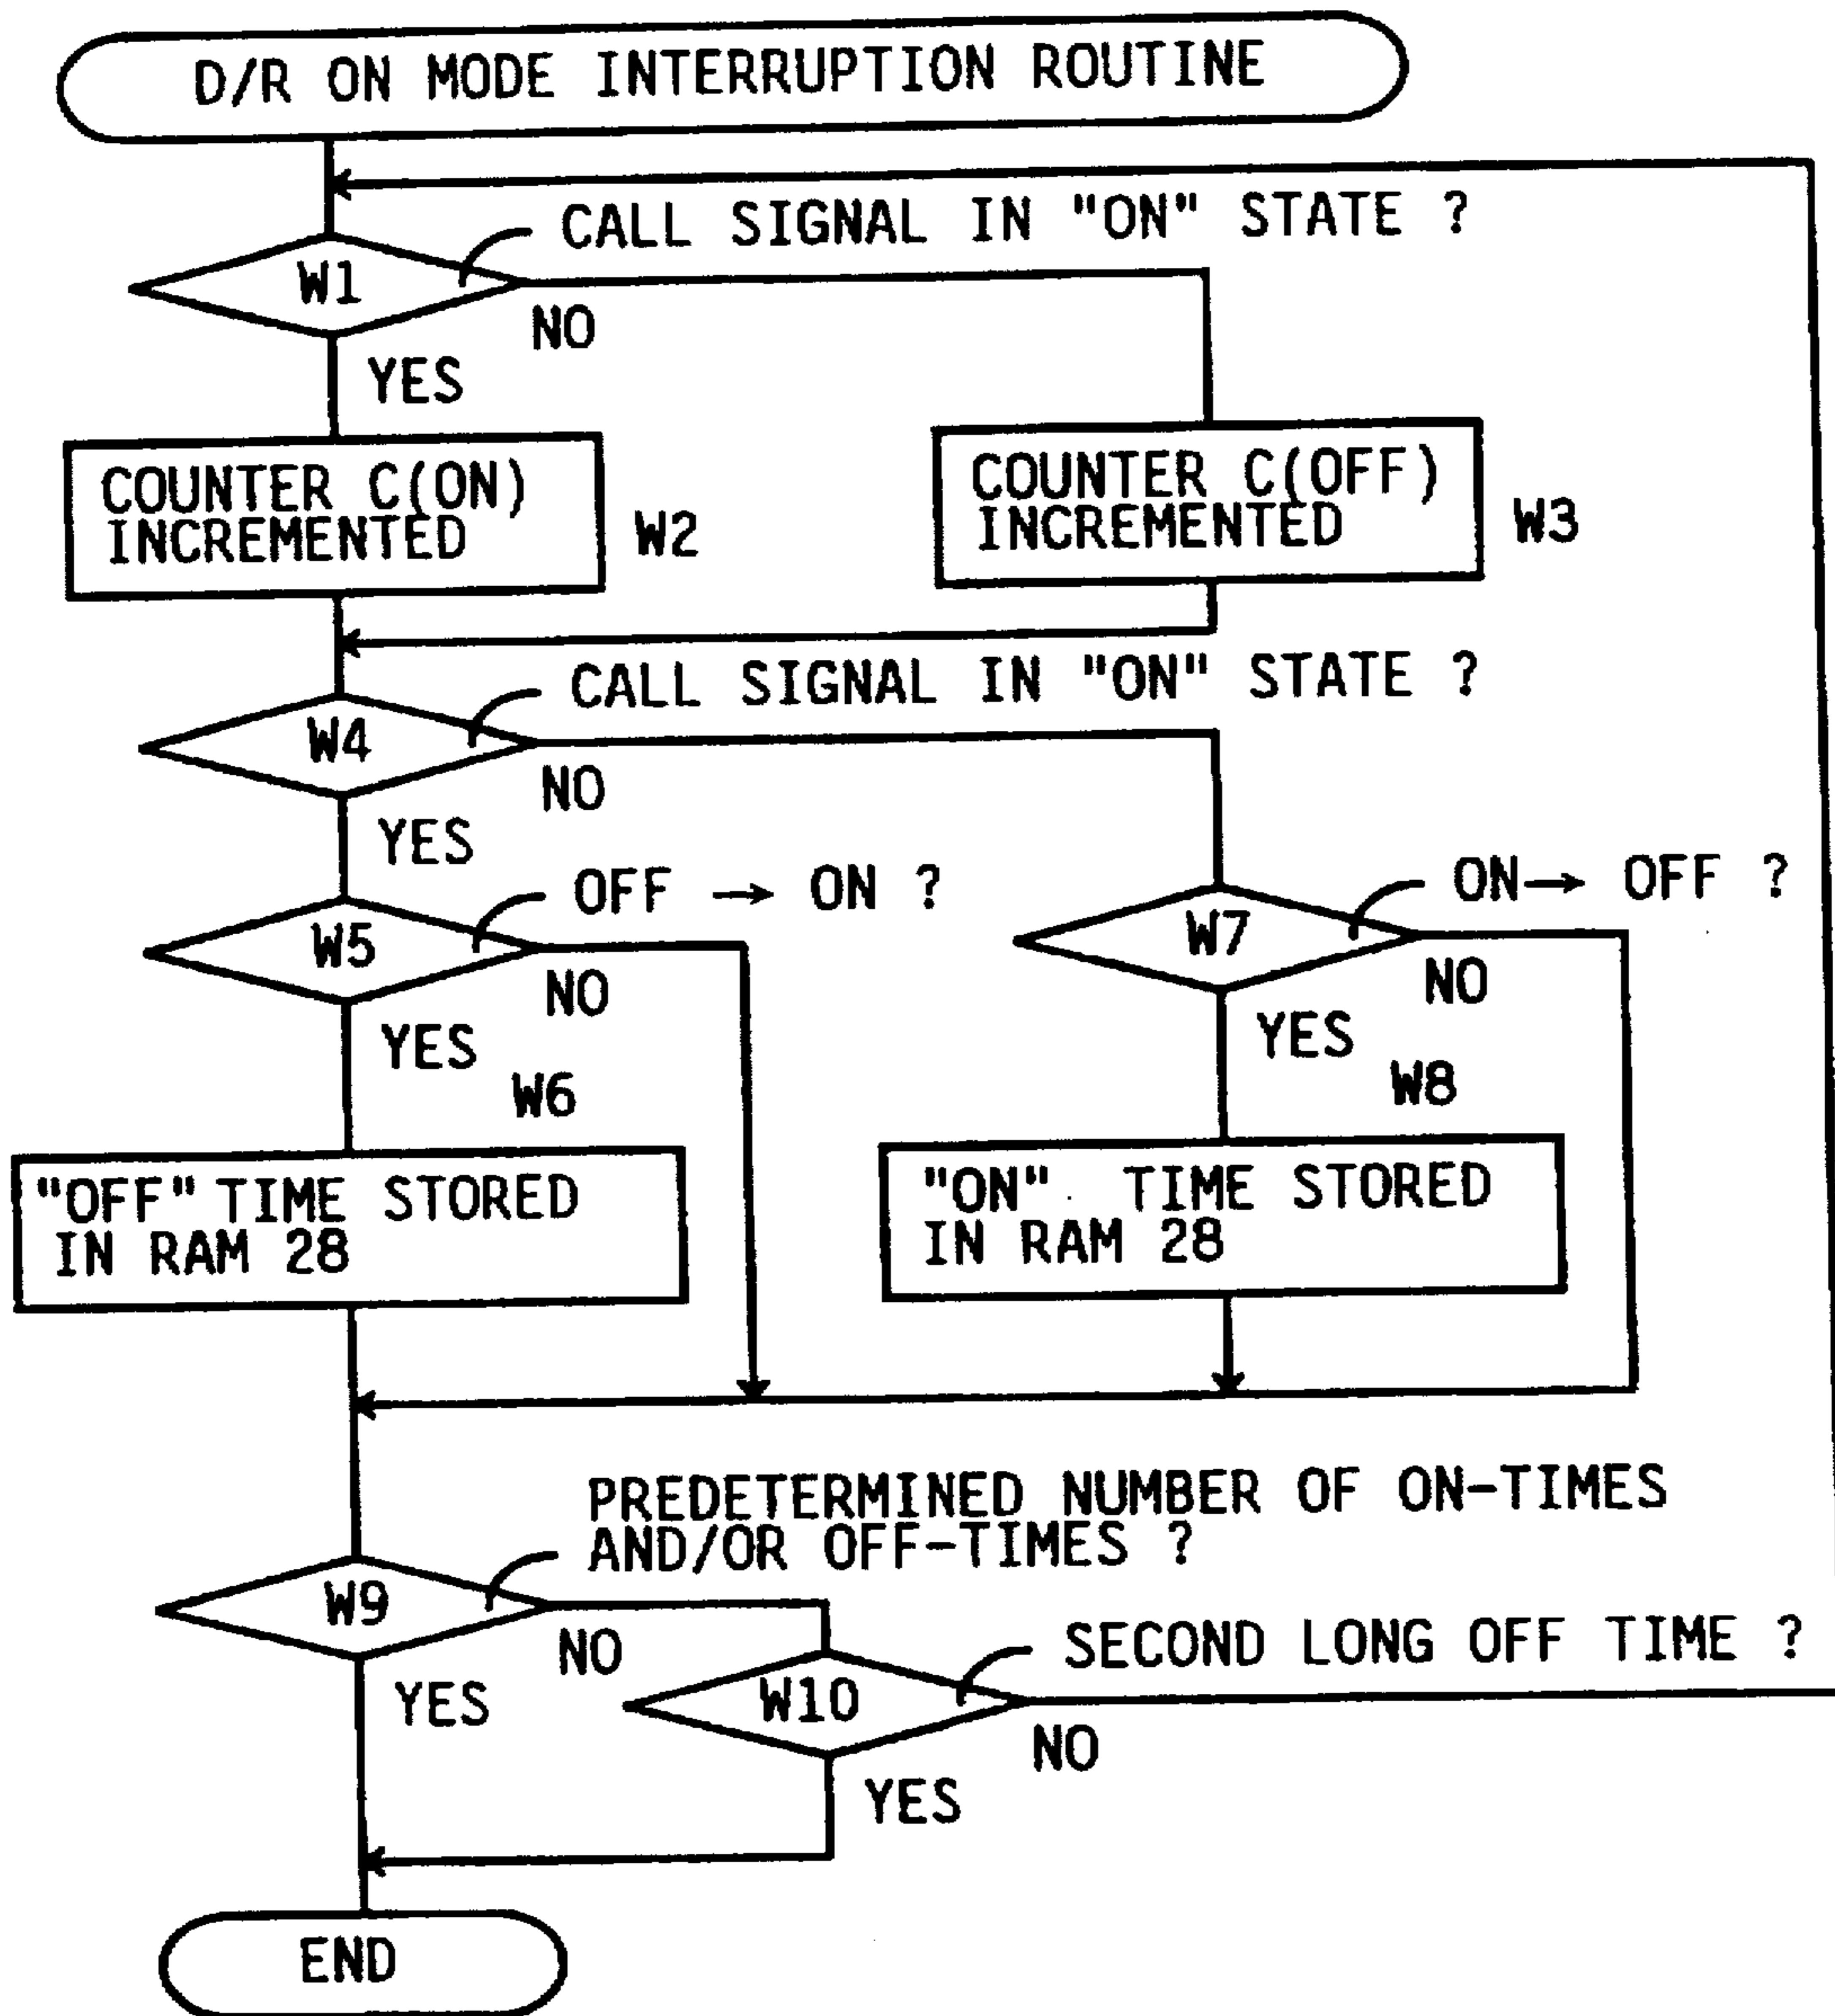 D/R ON MODE INTERRUPTION ROUTINE
CALL SIGNAL IN "ON" STATE ?
W1
NO
YES
COUNTER C(ON)
INCREMENTED
W2
COUNTER C(OFF)
INCREMENTED
W3
CALL SIGNAL IN "ON" STATE ?
W4
NO
YES
OFF → ON ?
W5
NO
YES
W6
ON→ OFF ?
W7
NO
YES
W8
"OFF" TIME STORED
IN RAM 28
"ON" TIME STORED
IN RAM 28
PREDETERMINED NUMBER OF ON-TIMES
AND/OR OFF-TIMES ?
W9
NO
YES
SECOND LONG OFF TIME ?
W10
NO
YES
END